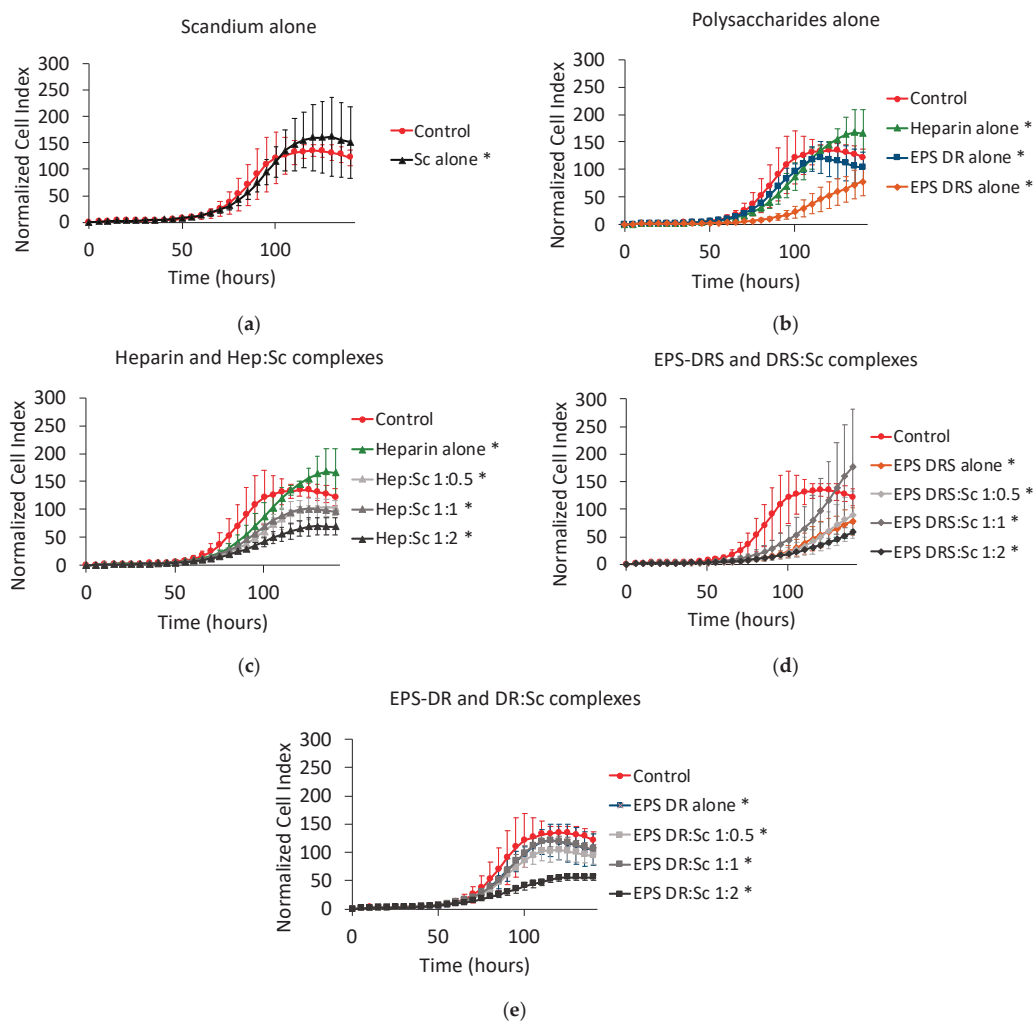 Scandium alone
300
250
200
150
100
50
0
0
50
100
Normalized Cell Index
Time (hours)
Control
Sc alone *
(a)
Polysaccharides alone
300
250
200
150
100
50
0
0
50
100
Normalized Cell Index
Time (hours)
Control
Heparin alone *
EPS DR alone *
EPS DRS alone *
(b)
Heparin and Hep:Sc complexes
300
250
200
150
100
50
0
0
50
100
Normalized Cell Index
Time (hours)
Control
Heparin alone *
Hep:Sc 1:0.5 *
Hep:Sc 1:1 *
Hep:Sc 1:2 *
(c)
EPS-DRS and DRS:Sc complexes
300
250
200
150
100
50
0
0
50
100
Normalized Cell Index
Time (hours)
Control
EPS DRS alone *
EPS DRS:Sc 1:0.5 *
EPS DRS:Sc 1:1 *
EPS DRS:Sc 1:2 *
(d)
EPS-DR and DR:Sc complexes
300
250
200
150
100
50
0
0
50
100
Normalized Cell Index
Time (hours)
Control
EPS DR alone *
EPS DR:Sc 1:0.5 *
EPS DR:Sc 1:1 *
EPS DR:Sc 1:2 *
(e)